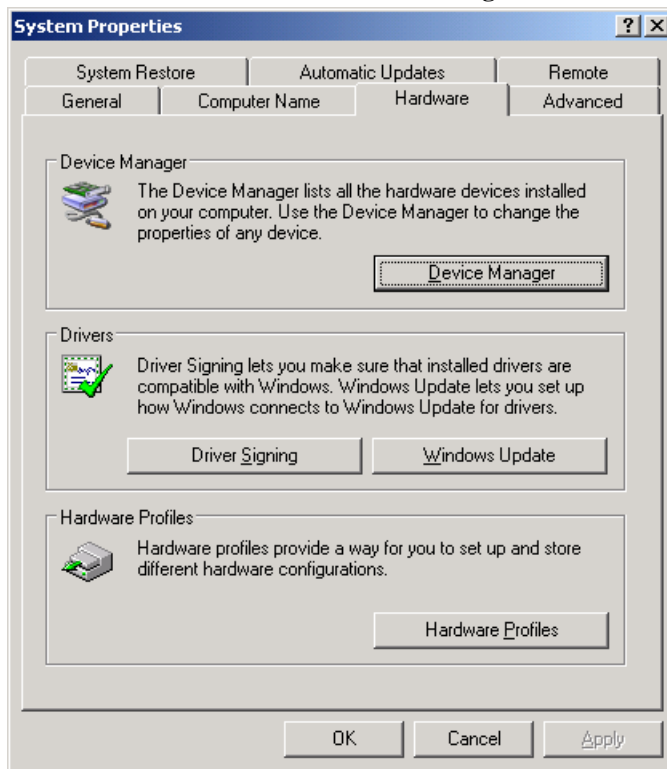 System Properties
System Restore
Automatic Updates
Remote
General
Computer Name
Hardware
Advanced
Device Manager
The Device Manager lists all the hardware devices installed
on your computer. Use the Device Manager to change the
properties of any device.
Device Manager
Drivers
Driver Signing lets you make sure that installed drivers are
compatible with Windows. Windows Update lets you set up
how Windows connects to Windows Update for drivers.
Driver Signing
Windows Update
Hardware Profiles
Hardware profiles provide a way for you to set up and store
different hardware configurations.
Hardware Profiles
OK
Cancel
Apply